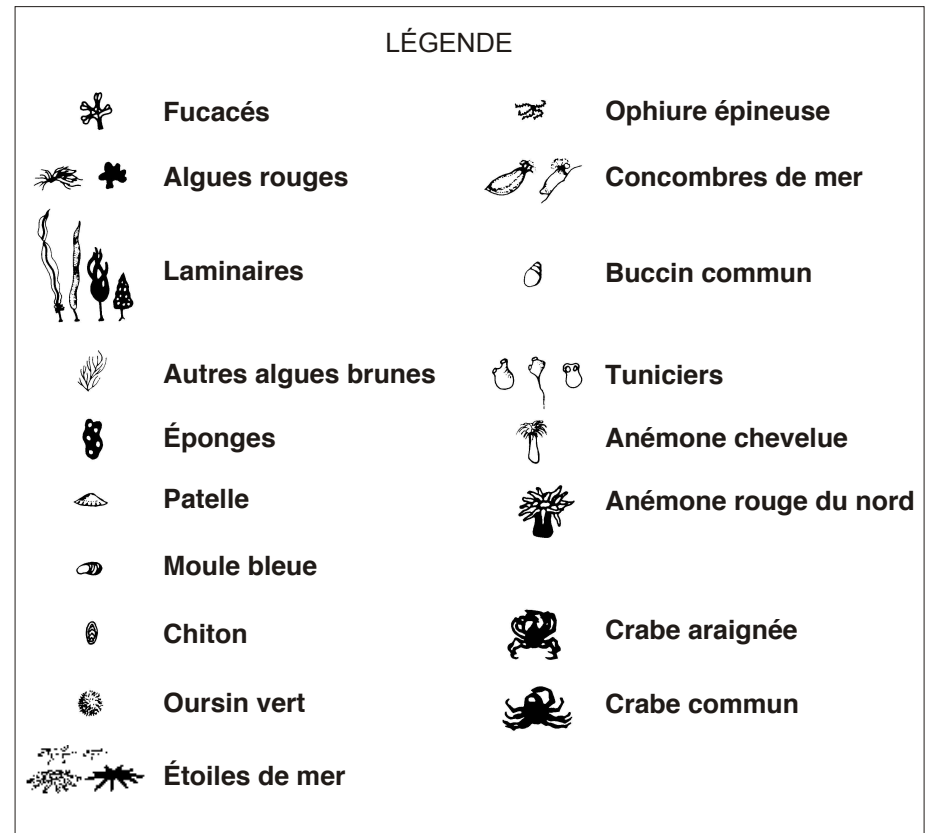 LÉGENDE
Fucacés
Algues rouges
Laminaires
Autres algues brunes
Éponges
Patelle
Moule bleue
Chiton
Oursin vert
Étoiles de mer
Ophiure épineuse
Concombres de mer
Buccin commun
Tuniciers
Anémone chevelue
Anémone rouge du nord
Crabe araignée
Crabe commun